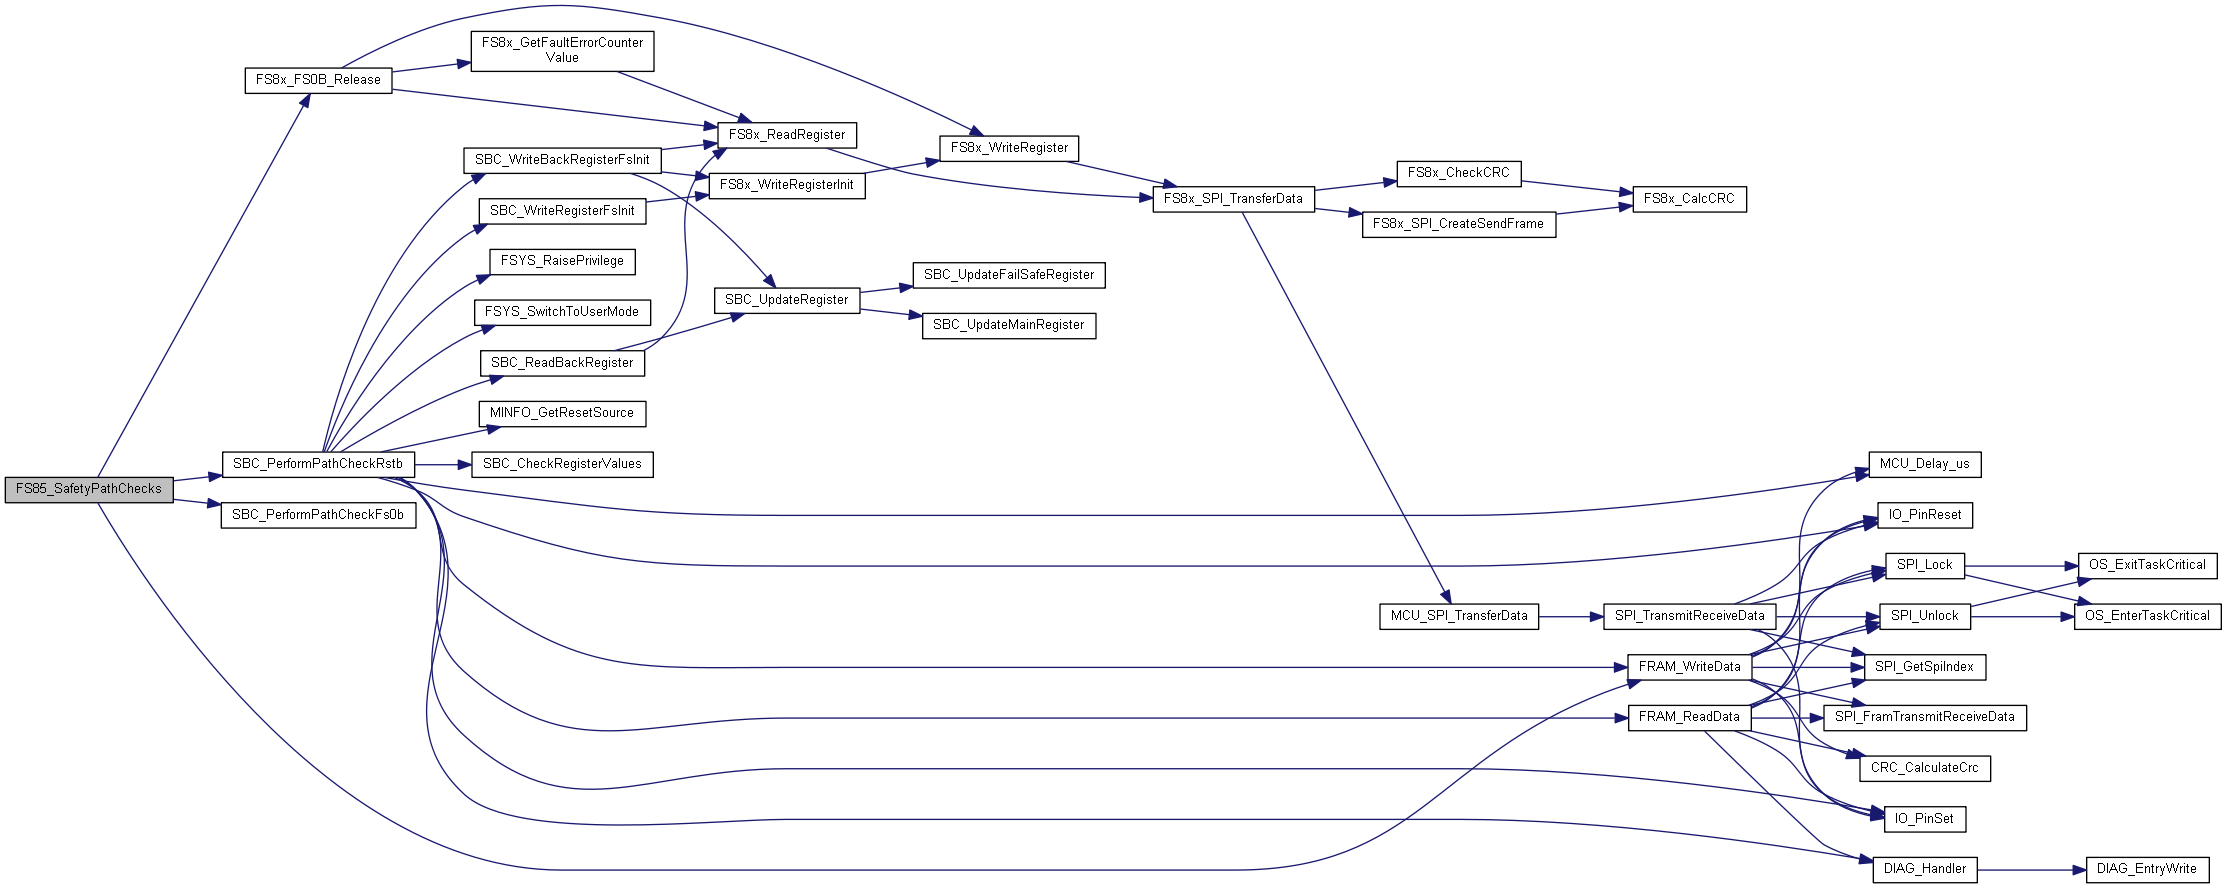 FS85_SafetyPathChecks
FS8x_FS0B_Release
SBC_PerformPathCheckRstb
SBC_PerformPathCheckFs0b
FS8x_GetFaultErrorCounter
Value
SBC_WriteBackRegisterFsInit
SBC_WriteRegisterFsInit
FSYS_RaisePrivilege
FSYS_SwitchToUserMode
SBC_ReadBackRegister
MINFO_GetResetSource
SBC_CheckRegisterValues
FS8x_ReadRegister
FS8x_WriteRegisterInit
SBC_UpdateRegister
FS8x_WriteRegister
SBC_UpdateFailSafeRegister
SBC_UpdateMainRegister
FS8x_SPI_TransferData
FS8x_CheckCRC
FS8x_SPI_CreateSendFrame
MCU_SPI_TransferData
FS8x_CalcCRC
SPI_TransmitReceiveData
FRAM_WriteData
FRAM_ReadData
MCU_Delay_us
IO_PinReset
SPI_Lock
SPI_Unlock
SPI_GetSpiIndex
SPI_FramTransmitReceiveData
CRC_CalculateCrc
IO_PinSet
DIAG_Handler
OS_ExitTaskCritical
OS_EnterTaskCritical
DIAG_EntryWrite